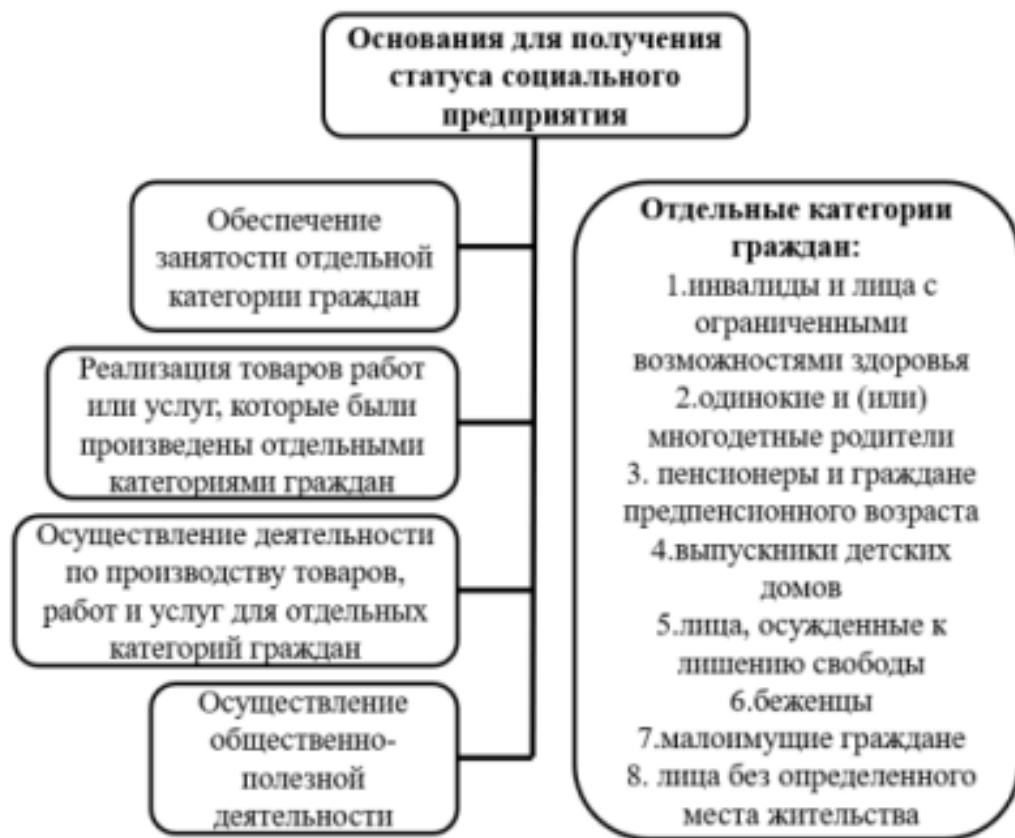 Основания для получения
статуса социального
предприятия
Обеспечение
занятости отдельной
категории граждан
Реализация товаров работ
или услуг, которые были
произведены отдельными
категориями граждан
Осуществление деятельности
по производству товаров,
работ и услуг для отдельных
категорий граждан
Осуществление
общественно-
полезной
деятельности
Отдельные категории
граждан:
1.инвалиды и лица с
ограниченными
возможностями здоровья
2.одинокие и (или)
многодетные родители
3. пенсионеры и граждане
предпенсионного возраста
4.выпускники детских
домов
5.лица, осужденные к
лишению свободы
6.беженцы
7.малоимущие граждане
8. лица без определенного
места жительства